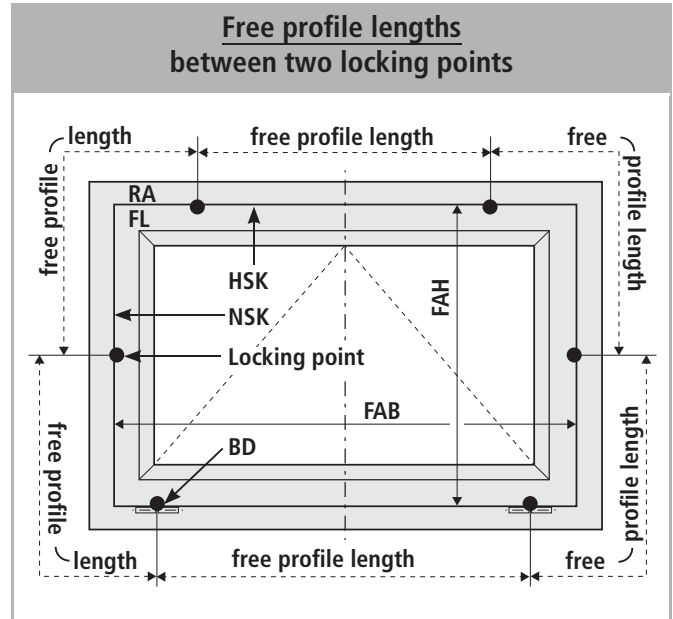 Free profile lengths
between two locking points
length
free profile length
free
free profile
profile length
RA
FL
HSK
FAH
NSK
Locking point
FAB
BD
free profile
profile length
length
free profile length
free